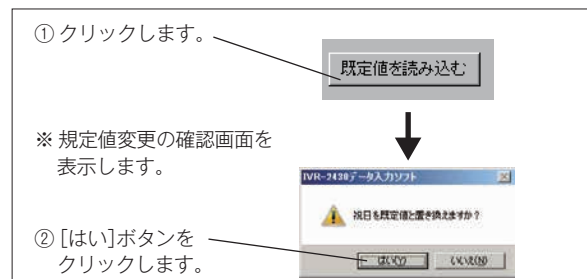 ① クリックします。
既定値を読み込む
※ 規定値変更の確認画面を
表示します。
IVR-2430データ入力ソフト
祝日を既定値と置き換えますか？
② [はい]ボタンを
クリックします。
はい(Y)
いいえ(N)